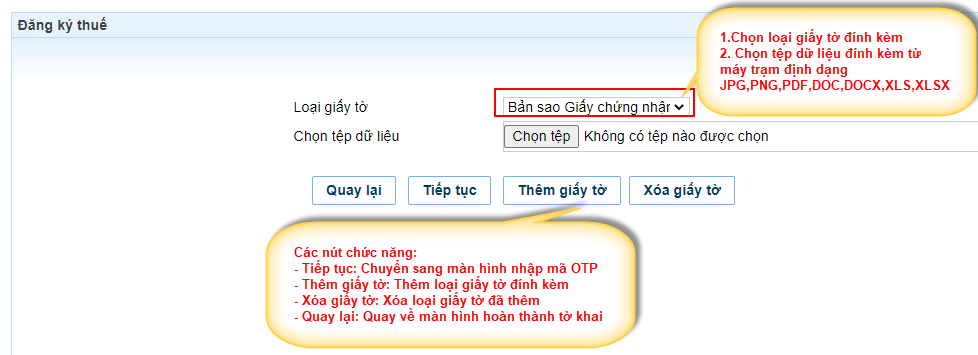 Đăng ký thuế
1.Chọn loại giấy tờ đính kèm
2. Chọn tệp dữ liệu đính kèm từ
máy trạm định dạng
JPG,PNG,PDF,DOC,DOCX,XLS,XLSX
Loại giấy tờ
Bản sao Giấy chứng nhận
Chọn tệp dữ liệu
Chọn tệp Không có tệp nào được chọn
Quay lại Tiếp tục Thêm giấy tờ Xóa giấy tờ
Các nút chức năng:
- Tiếp tục: Chuyển sang màn hình nhập mã OTP
- Thêm giấy tờ: Thêm loại giấy tờ đính kèm
- Xóa giấy tờ: Xóa loại giấy tờ đã thêm
- Quay lại: Quay về màn hình hoàn thành tờ khai